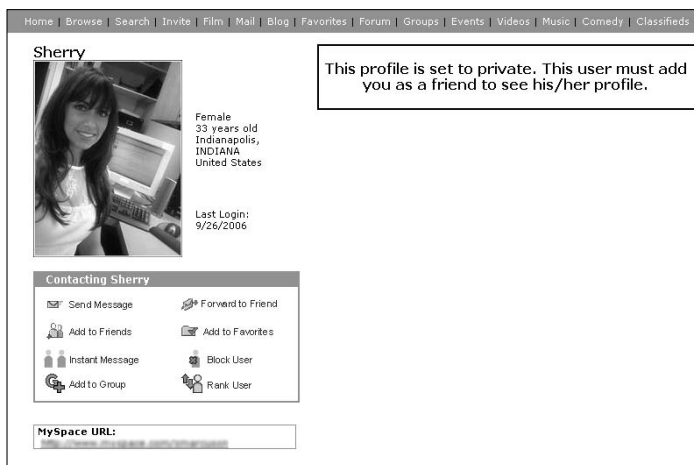 Home | Browse | Search | Invite | Film | Mail | Blog | Favorites | Forum | Groups | Events | Videos | Music | Comedy | Classifieds
Sherry
This profile is set to private. This user must add
you as a friend to see his/her profile.
Female
33 years old
Indianapolis,
INDIANA
United States
Last Login:
9/26/2006
Contacting Sherry
Send Message
Forward to Friend
Add to Friends
Add to Favorites
Instant Message
Block User
Add to Group
Rank User
MySpace URL: